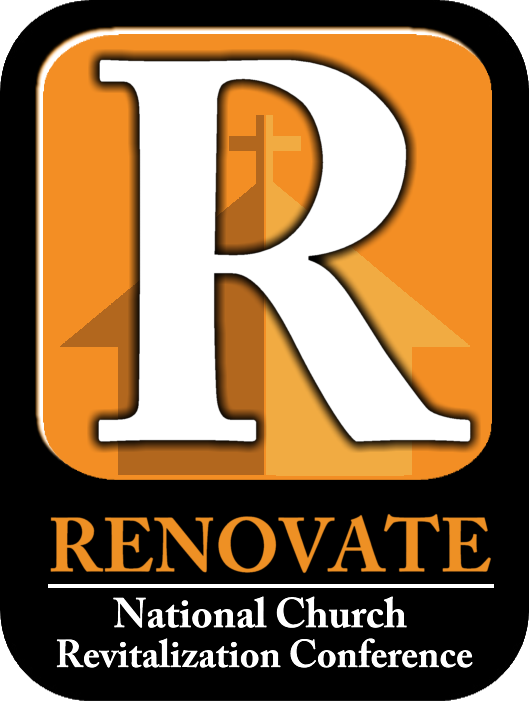 R
RENOVATE
National Church
Revitalization Conference